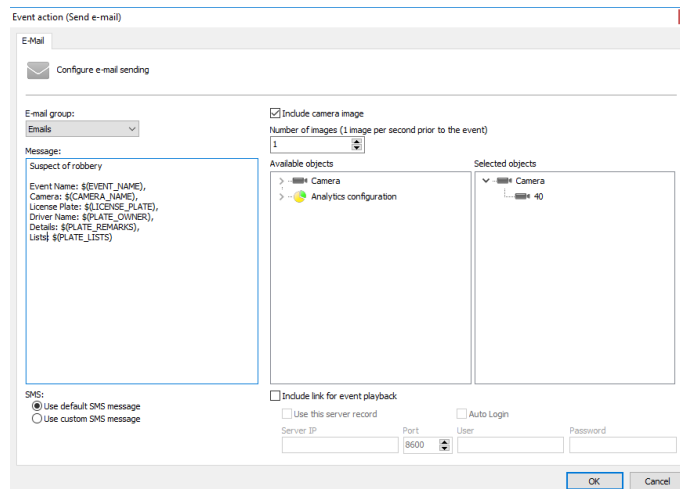 Event action (Send e-mail)
E-Mail
Configure e-mail sending
E-mail group:
Emails
Message:
Suspect of robbery
Event Name: $(EVENT_NAME),
Camera: $(CAMERA_NAME),
License Plate: $(LICENSE_PLATE),
Driver Name: $(PLATE_OWNER),
Details: $(PLATE_REMARKS),
Lists: $(PLATE_LISTS)
SMS:
Use default SMS message
Use custom SMS message
Include camera image
Number of images (1 image per second prior to the event)
1
Available objects
Camera
Analytics configuration
Selected objects
Camera
40
Include link for event playback
Use this server record
Auto Login
Server IP
Port
User
Password
8600
OK
Cancel